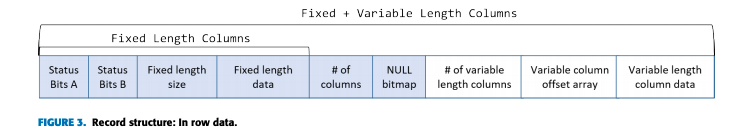 Fixed + Variable Length Columns
Fixed Length Columns
Status Bits A
Status Bits B
Fixed length size
Fixed length data
# of columns
NULL bitmap
# of variable length columns
Variable column offset array
Variable length column data
FIGURE 3. Record structure: In row data.